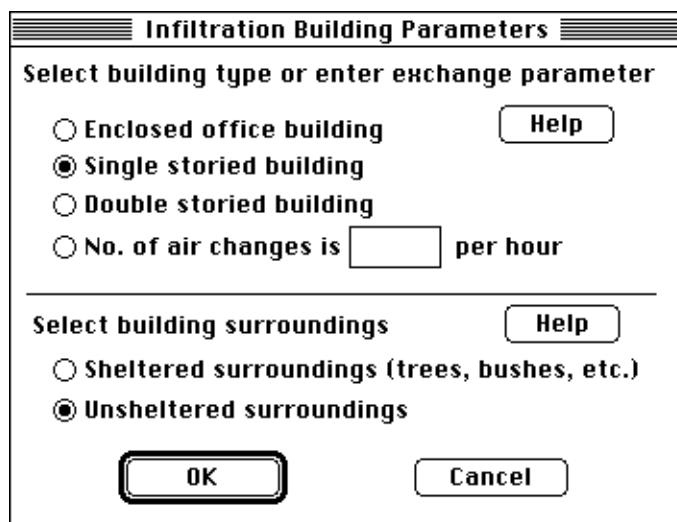 Infiltration Building Parameters
Select building type or enter exchange parameter
Enclosed office building
Help
Single storied building
Double storied building
No. of air changes is per hour
Select building surroundings
Help
Sheltered surroundings (trees, bushes, etc.)
Unsheltered surroundings
OK
Cancel